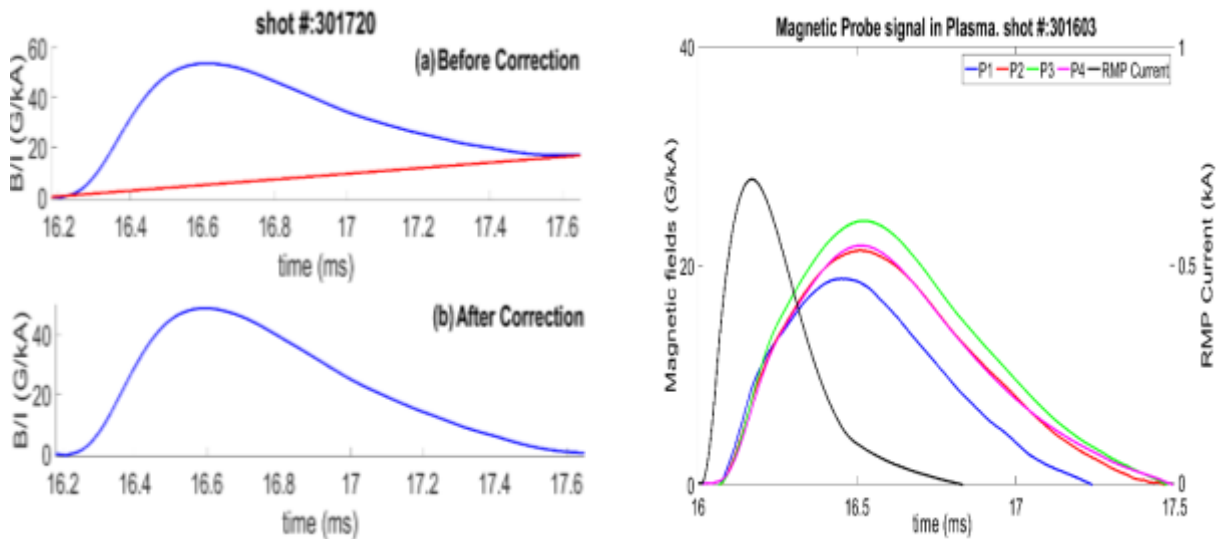 shot #:301720
(a) Before Correction
B/I (G/kA)
60
40
20
0
16.2 16.4 16.6 16.8 17 17.2 17.4 17.6
time (ms)
(b) After Correction
B/I (G/kA)
40
20
0
16.2 16.4 16.6 16.8 17 17.2 17.4 17.6
time (ms)
Magnetic Probe signal in Plasma. shot #:301603
P1 P2 P3 P4 RMP Current
Magnetic fields (G/kA)
40
20
0
1
0.5
0
RMP Current (kA)
16 16.5 17 17.5
time (ms)